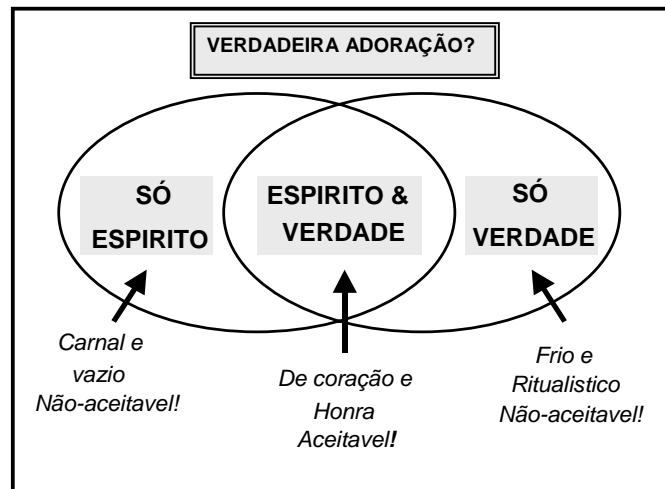 VERDADEIRA ADORAÇÃO?
SÓ
ESPIRITO
ESPIRITO &
VERDADE
SÓ
VERDADE
Carnal e
vazio
Não-aceitavel!
De coração e
Honra
Aceitavel!
Frio e
Ritualistico
Não-aceitavel!